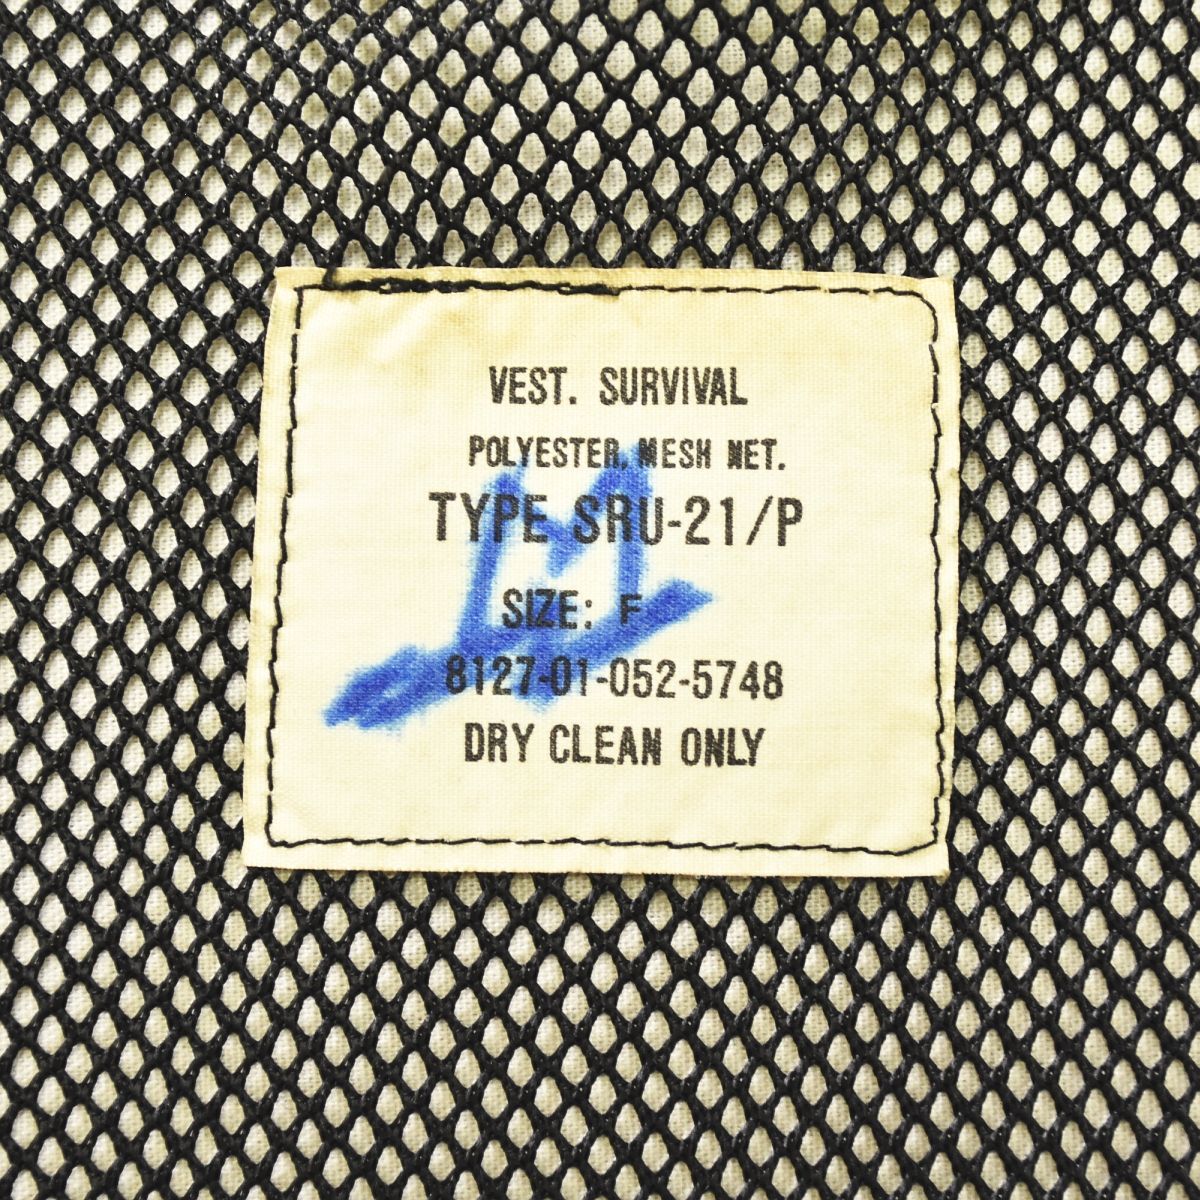 VEST. SURVIVAL
POLYESTER, MESH NET.
TYPE SRU-21/P
SIZE: F
8127-01-052-5748
DRY CLEAN ONLY